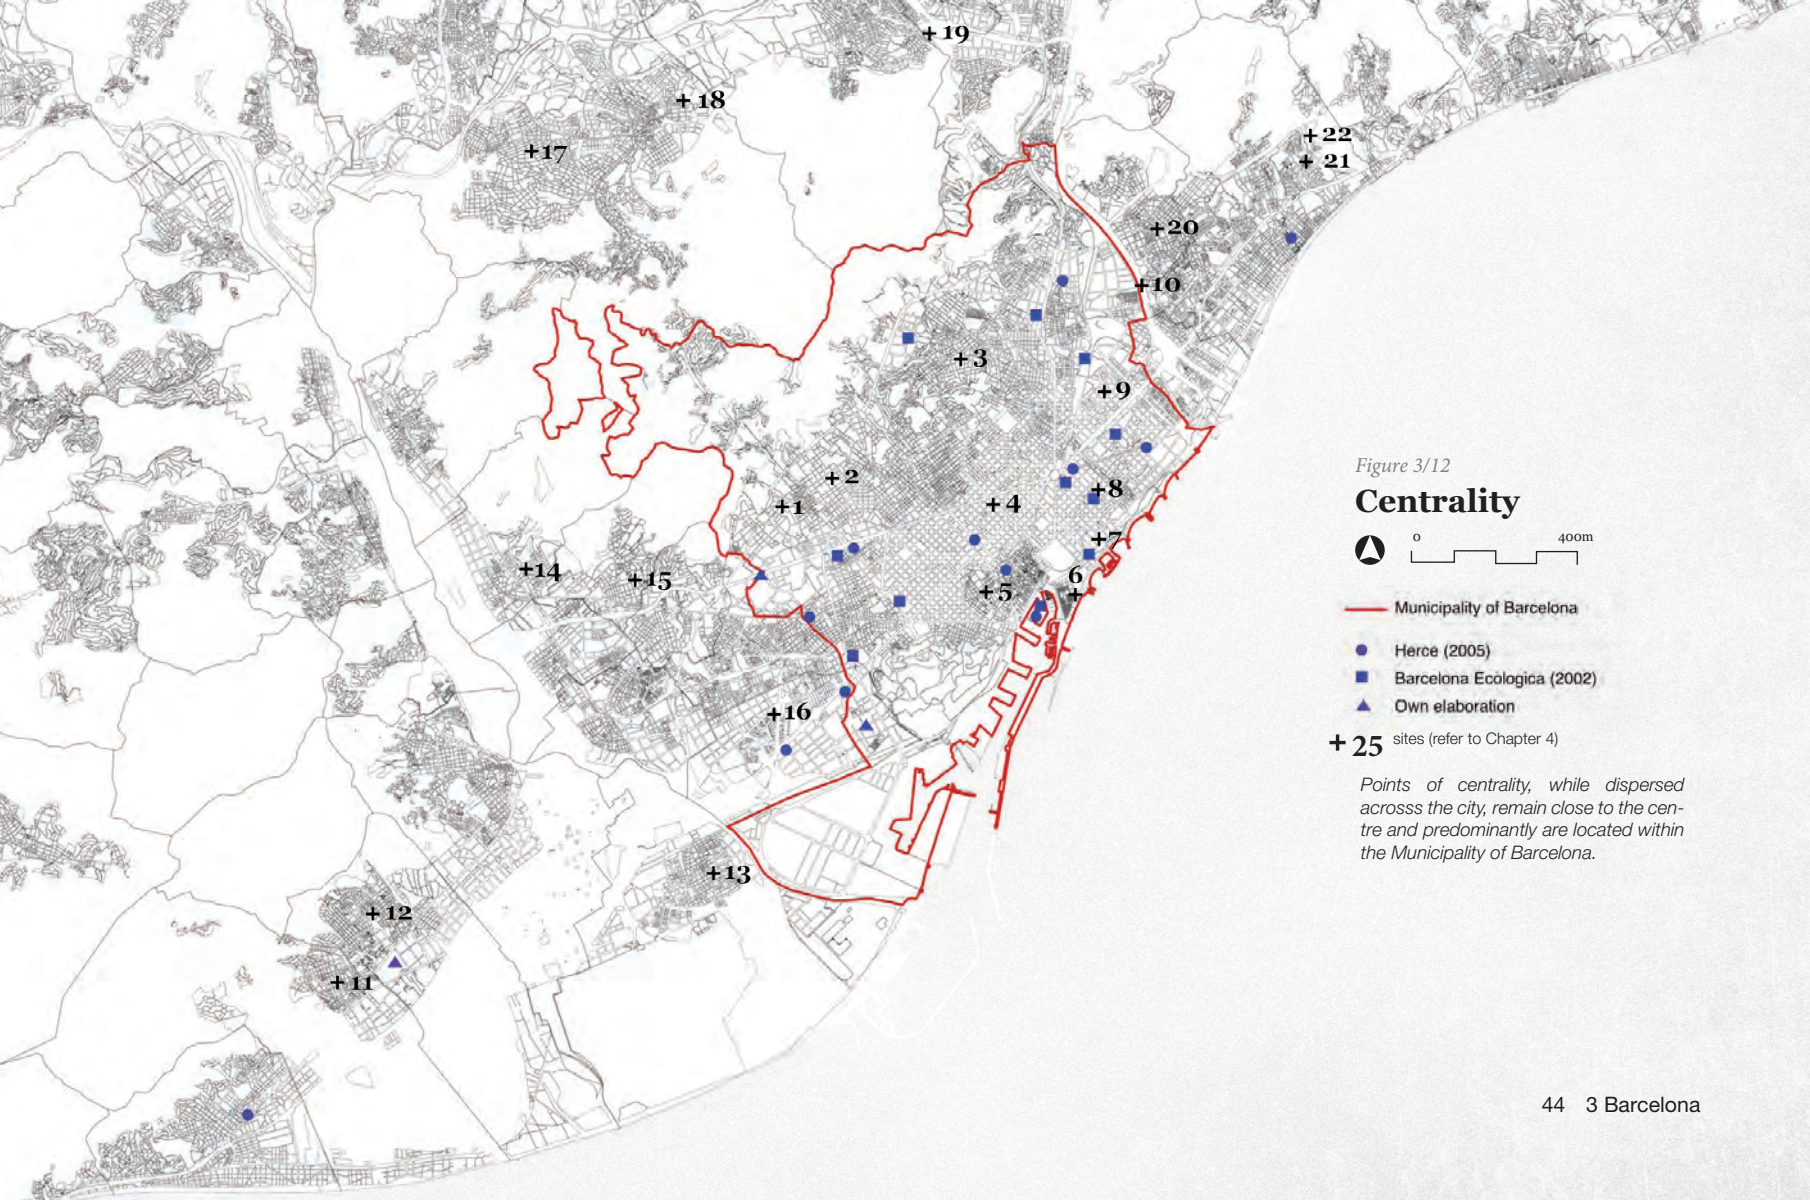 +19
+18
+17
+22
+ 21
+20
+10
+3
+9
+2
+1
+4
+8
+7
+14
+15
+5
6
+
+16
+13
+12
+11
Figure 3/12
Centrality
0 400m
Municipality of Barcelona
Herce (2005)
Barcelona Ecologica (2002)
Own elaboration
+ 25 sites (refer to Chapter 4)
Points of centrality, while dispersed
acrosss the city, remain close to the cen-
tre and predominantly are located within
the Municipality of Barcelona.
44 3 Barcelona